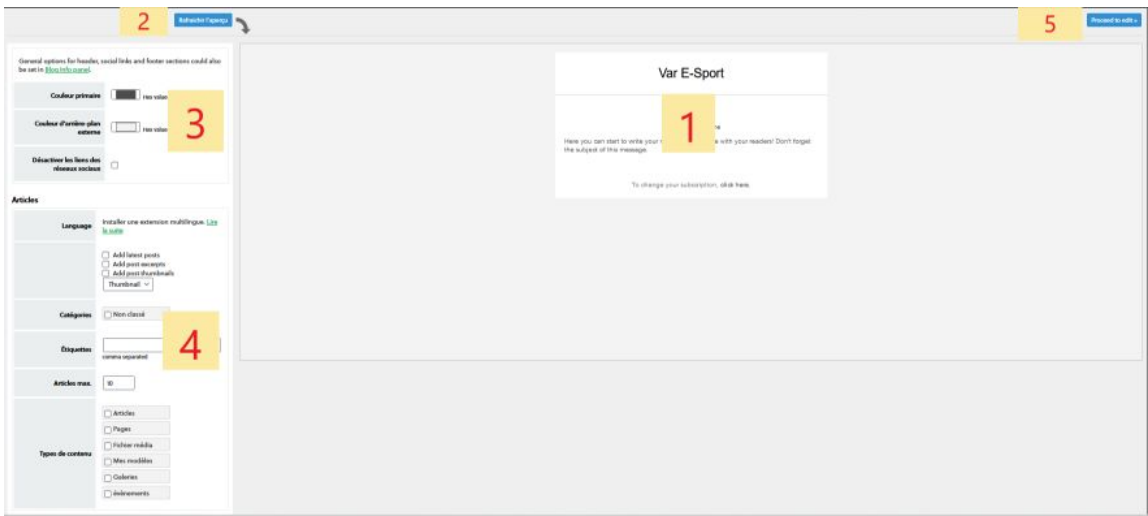 2
Rafraîchir l'aperçu
5
Proceed to edit »
General options for header, social links and footer sections could also
be set in Blog info panel.
Couleur primaire
Hex value
3
Couleur d'arrière-plan
externe
Hex value
Désactiver les liens des
réseaux sociaux
Articles
Language
Installer une extension multilingue. Lire
la suite
Add latest posts
Add post excerpts
Add post thumbnails
Thumbnail
Catégories
Non classé
4
Étiquettes
comma separated
Articles max.
10
Types de contenu
Articles
Pages
Fichier média
Mes modèles
Galeries
évènements
Var E-Sport
1
Here you can start to write your
with your readers! Don't forget
the subject of this message.
To change your subscription, click here.